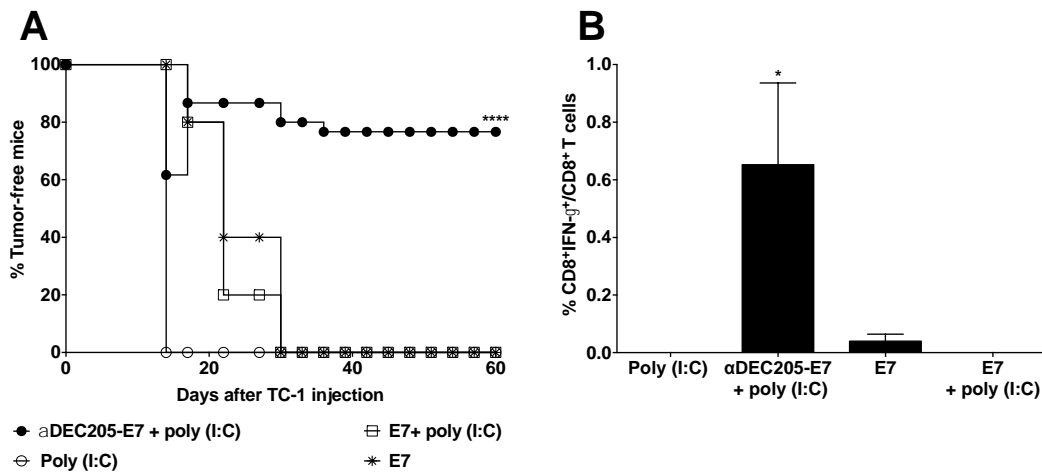 A
% Tumor-free mice
100
80
60
40
20
0
0 20 40 60
****
Days after TC-1 injection
aDEC205-E7 + poly (I:C)
E7+ poly (I:C)
Poly (I:C)
E7
B
% CD8⁺IFN-g⁺/CD8⁺ T cells
1.0
0.8
0.6
0.4
0.2
0.0
*
Poly (I:C) αDEC205-E7 E7 E7
+ poly (I:C) + poly (I:C)